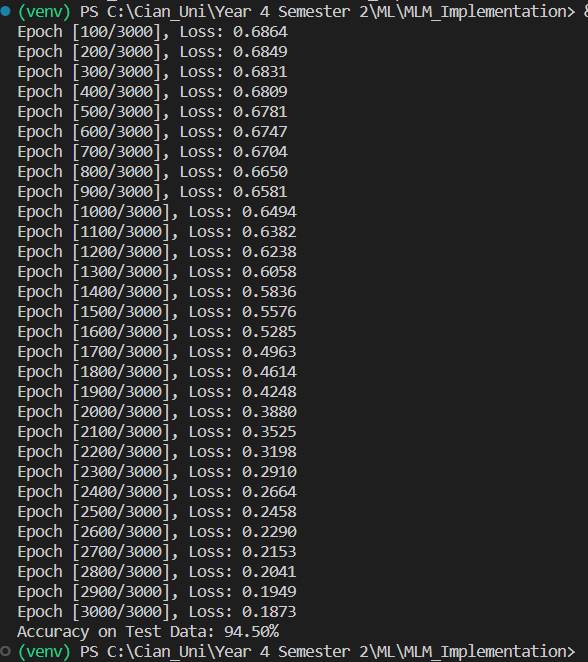 (venv) PS C:\Cian_Uni\Year 4 Semester 2\ML\MLM_Implementation> &
Epoch [100/3000], Loss: 0.6864
Epoch [200/3000], Loss: 0.6849
Epoch [300/3000], Loss: 0.6831
Epoch [400/3000], Loss: 0.6809
Epoch [500/3000], Loss: 0.6781
Epoch [600/3000], Loss: 0.6747
Epoch [700/3000], Loss: 0.6704
Epoch [800/3000], Loss: 0.6650
Epoch [900/3000], Loss: 0.6581
Epoch [1000/3000], Loss: 0.6494
Epoch [1100/3000], Loss: 0.6382
Epoch [1200/3000], Loss: 0.6238
Epoch [1300/3000], Loss: 0.6058
Epoch [1400/3000], Loss: 0.5836
Epoch [1500/3000], Loss: 0.5576
Epoch [1600/3000], Loss: 0.5285
Epoch [1700/3000], Loss: 0.4963
Epoch [1800/3000], Loss: 0.4614
Epoch [1900/3000], Loss: 0.4248
Epoch [2000/3000], Loss: 0.3880
Epoch [2100/3000], Loss: 0.3525
Epoch [2200/3000], Loss: 0.3198
Epoch [2300/3000], Loss: 0.2910
Epoch [2400/3000], Loss: 0.2664
Epoch [2500/3000], Loss: 0.2458
Epoch [2600/3000], Loss: 0.2290
Epoch [2700/3000], Loss: 0.2153
Epoch [2800/3000], Loss: 0.2041
Epoch [2900/3000], Loss: 0.1949
Epoch [3000/3000], Loss: 0.1873
Accuracy on Test Data: 94.50%
(venv) PS C:\Cian_Uni\Year 4 Semester 2\ML\MLM_Implementation>